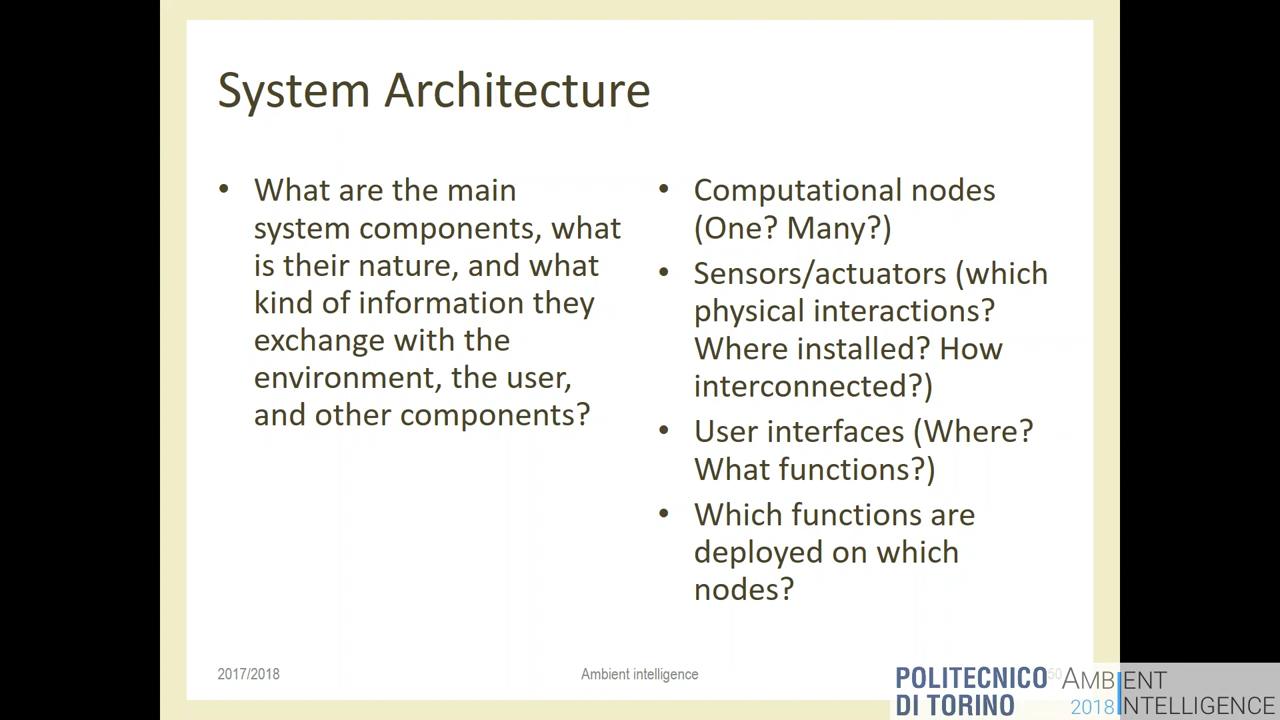 System Architecture
• What are the main
system components, what
is their nature, and what
kind of information they
exchange with the
environment, the user,
and other components?
• Computational nodes
(One? Many?)
• Sensors/actuators (which
physical interactions?
Where installed? How
interconnected?)
• User interfaces (Where?
What functions?)
• Which functions are
deployed on which
nodes?
2017/2018
Ambient intelligence
50
POLITECNICO
DI TORINO
AMBIENT
2018 INTELLIGENCE